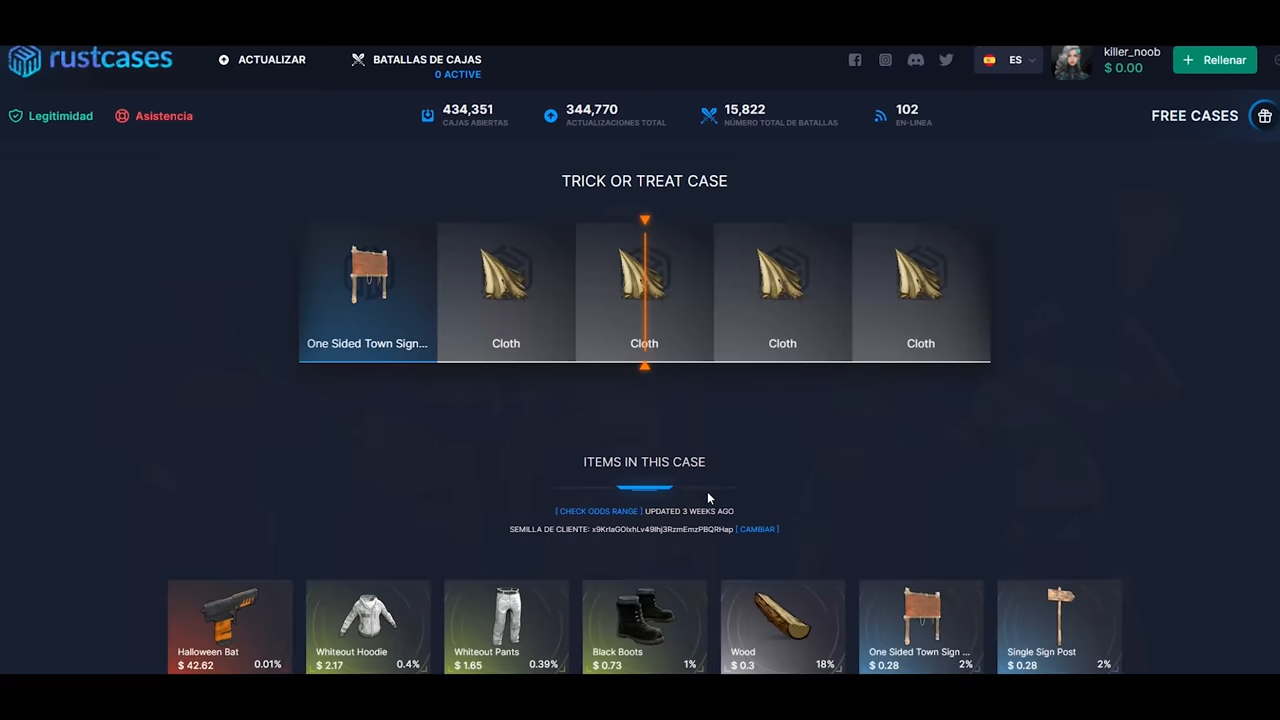 rustcases
ACTUALIZAR
BATALLAS DE CAJAS
0 ACTIVE
ES
killer_noob
$ 0.00
Rellenar
Legitimidad
Asistencia
434,351
CAJAS ABIERTAS
344,770
ACTUALIZACIONES TOTAL
15,822
NÚMERO TOTAL DE BATALLAS
102
EN-LINEA
FREE CASES
TRICK OR TREAT CASE
One Sided Town Sign...
Cloth
Cloth
Cloth
Cloth
ITEMS IN THIS CASE
[ CHECK ODDS RANGE ] UPDATED 3 WEEKS AGO
SEMILLA DE CLIENTE: [ CAMBIAR ]
Halloween Bat
$ 42.62 0.01%
Whiteout Hoodie
$ 2.17 0.4%
Whiteout Pants
$ 1.65 0.39%
Black Boots
$ 0.73 1%
Wood
$ 0.3 18%
One Sided Town Sign ...
$ 0.28 2%
Single Sign Post
$ 0.28 2%